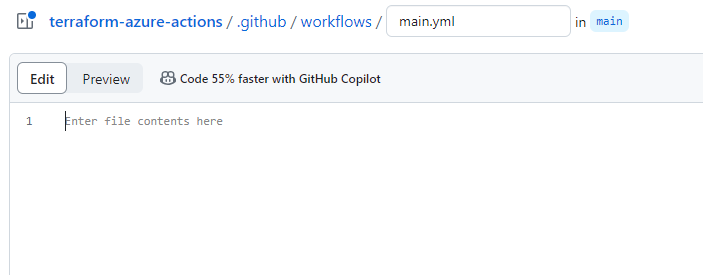 terraform-azure-actions / .github / workflows / main.yml in main
Edit Preview Code 55% faster with GitHub Copilot
1 Enter file contents here